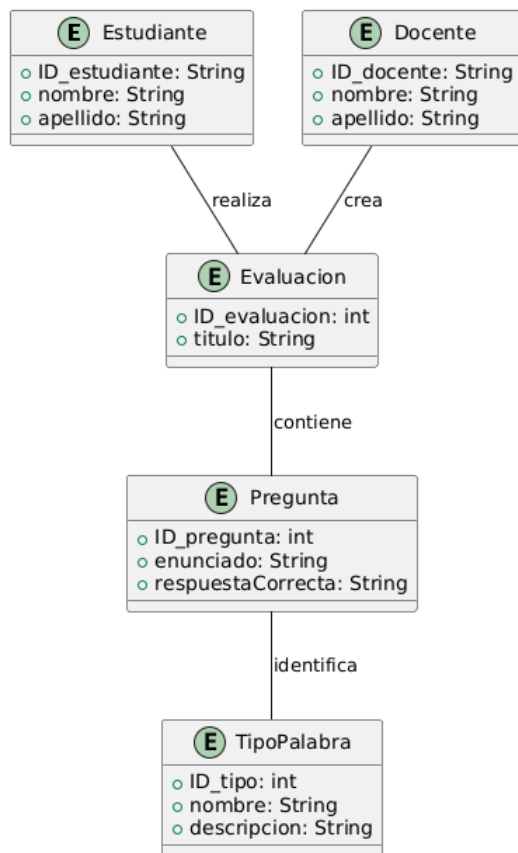 E Estudiante
ID_estudiante: String
nombre: String
apellido: String
E Docente
ID_docente: String
nombre: String
apellido: String
realiza
crea
E Evaluacion
ID_evaluacion: int
titulo: String
contiene
E Pregunta
ID_pregunta: int
enunciado: String
respuestaCorrecta: String
identifica
E TipoPalabra
ID_tipo: int
nombre: String
descripcion: String